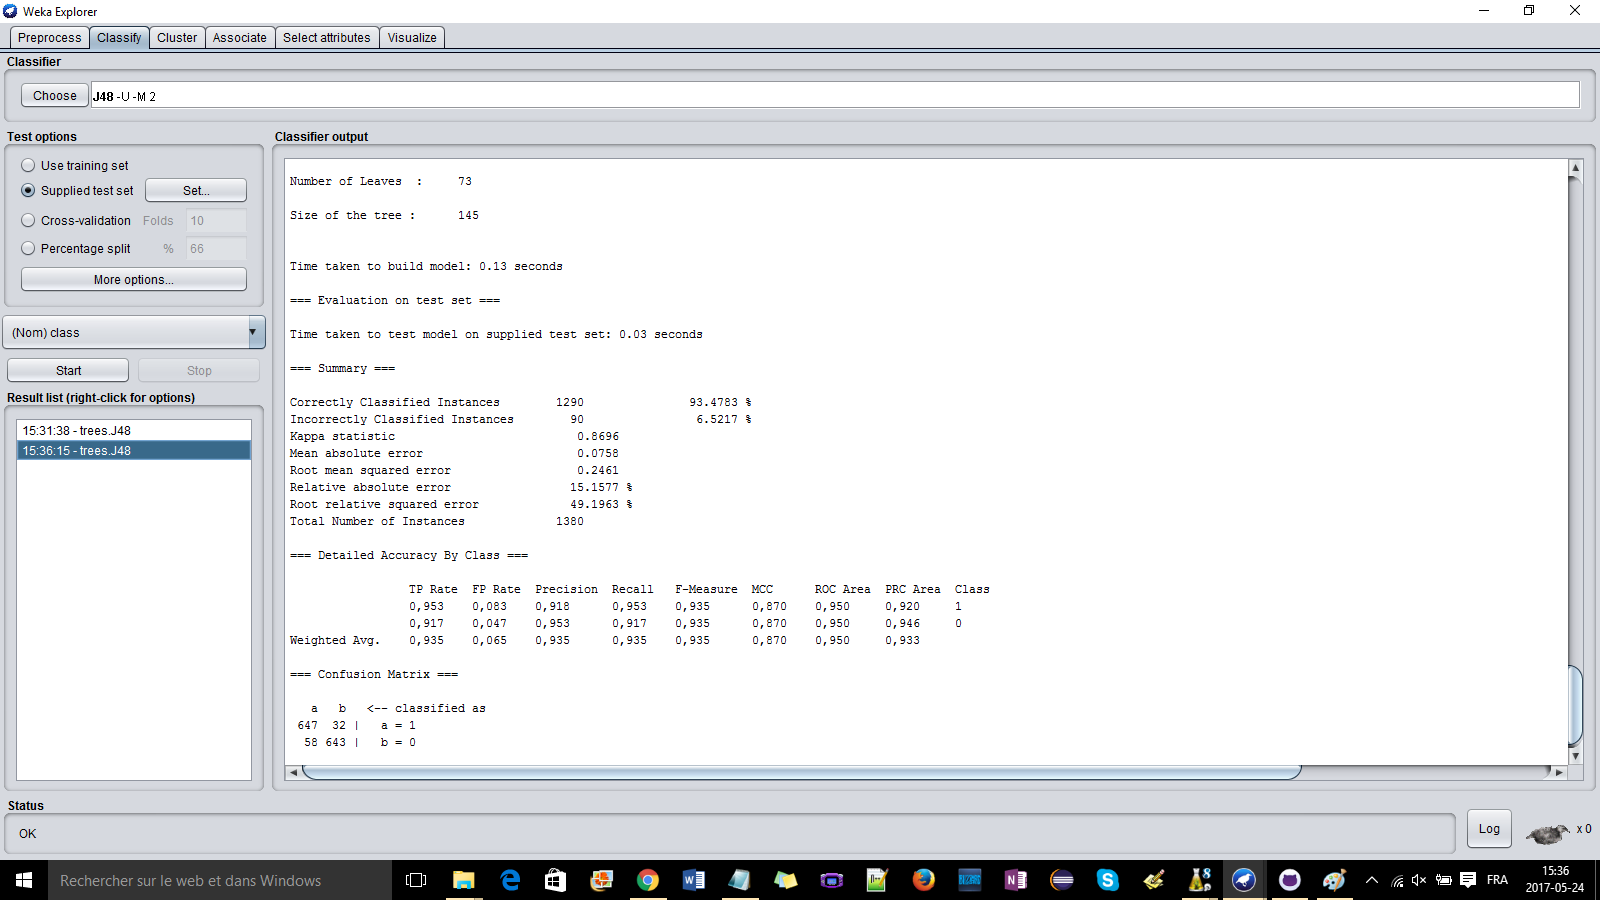 Weka Explorer
Preprocess Classify Cluster Associate Select attributes Visualize
Classifier
Choose J48 -U -M 2
Test options
Use training set
Supplied test set Set...
Cross-validation Folds 10
Percentage split % 66
More options...
(Nom) class
Start Stop
Result list (right-click for options)
15:31:38 - trees.J48
15:36:15 - trees.J48
Classifier output
Number of Leaves : 73
Size of the tree : 145
Time taken to build model: 0.13 seconds
=== Evaluation on test set ===
Time taken to test model on supplied test set: 0.03 seconds
=== Summary ===
Correctly Classified Instances 1290 93.4783 %
Incorrectly Classified Instances 90 6.5217 %
Kappa statistic 0.8696
Mean absolute error 0.0758
Root mean squared error 0.2461
Relative absolute error 15.1577 %
Root relative squared error 49.1963 %
Total Number of Instances 1380
=== Detailed Accuracy By Class ===
TP Rate FP Rate Precision Recall F-Measure MCC ROC Area PRC Area Class
0,953 0,083 0,918 0,953 0,935 0,870 0,950 0,920 1
0,917 0,047 0,953 0,917 0,935 0,870 0,950 0,946 0
Weighted Avg. 0,935 0,065 0,935 0,935 0,935 0,870 0,950 0,933
=== Confusion Matrix ===
a b <-- classified as
647 32 | a = 1
58 643 | b = 0
Status
OK
Log
x 0
Rechercher sur le web et dans Windows
FRA
15:36
2017-05-24